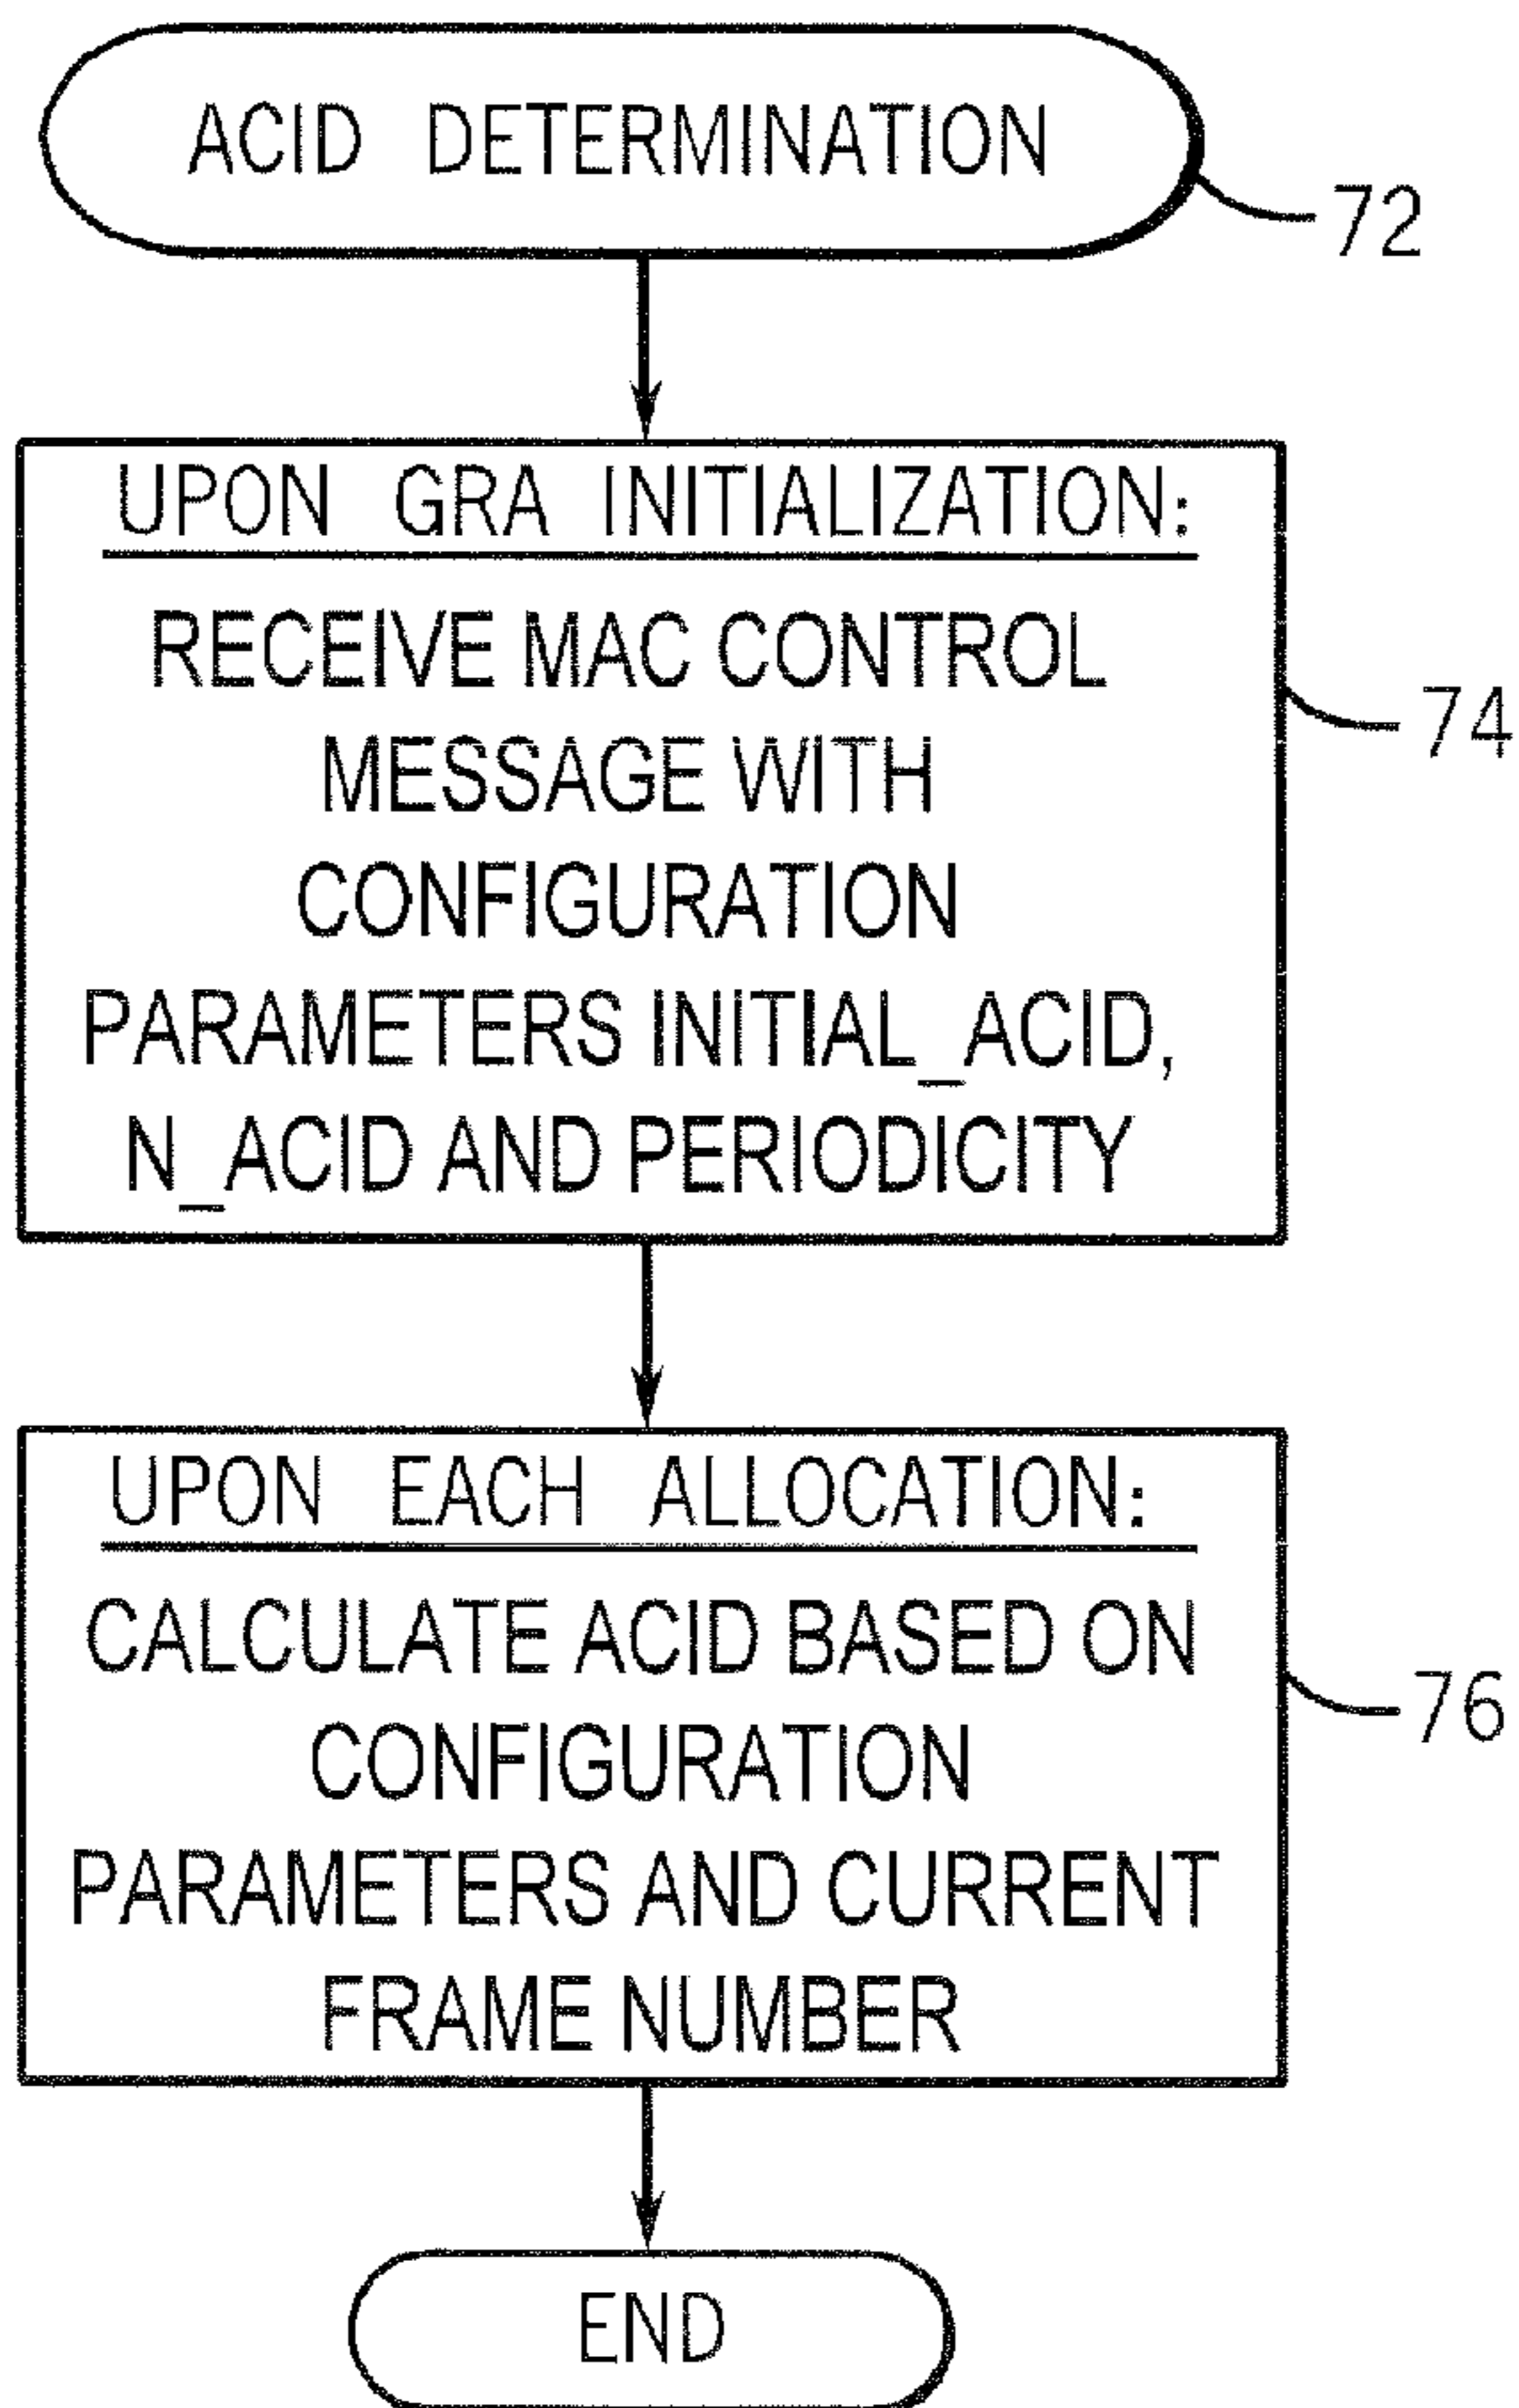 ACID DETERMINATION
72
UPON GRA INITIALIZATION:
RECEIVE MAC CONTROL
MESSAGE WITH
CONFIGURATION
PARAMETERS INITIAL_ACID,
N_ACID AND PERIODICITY
74
UPON EACH ALLOCATION:
CALCULATE ACID BASED ON
CONFIGURATION
PARAMETERS AND CURRENT
FRAME NUMBER
76
END